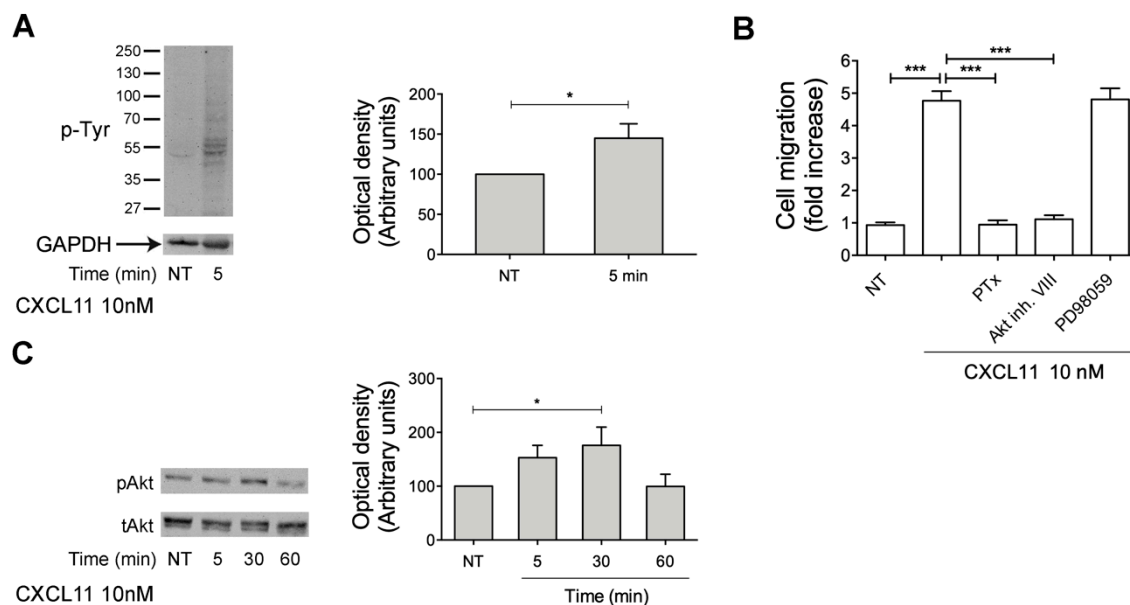 A
250
130
100
70
55
35
27
p-Tyr
GAPDH
Time (min) NT 5
CXCL11 10nM
Optical density
(Arbitrary units)
200
150
100
50
0
*
NT 5 min
B
Cell migration
(fold increase)
6
5
4
3
2
1
0
***
*** ***
NT
PTx
Akt inh. VIII
PD98059
CXCL11 10 nM
C
pAkt
tAkt
Time (min) NT 5 30 60
CXCL11 10nM
Optical density
(Arbitrary units)
300
200
100
0
*
NT 5 30 60
Time (min)